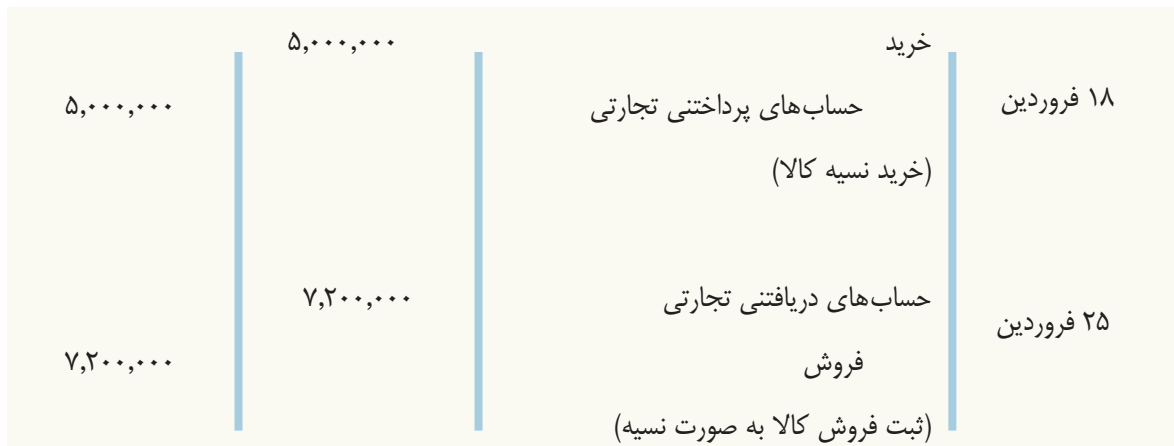 خرید ۵,۰۰۰,۰۰۰
۱۸ فروردین حساب‌های پرداختنی تجارتی ۵,۰۰۰,۰۰۰
(خرید نسیه کالا)
حساب‌های دریافتنی تجارتی ۷,۲۰۰,۰۰۰
۲۵ فروردین
فروش ۷,۲۰۰,۰۰۰
(ثبت فروش کالا به صورت نسیه)